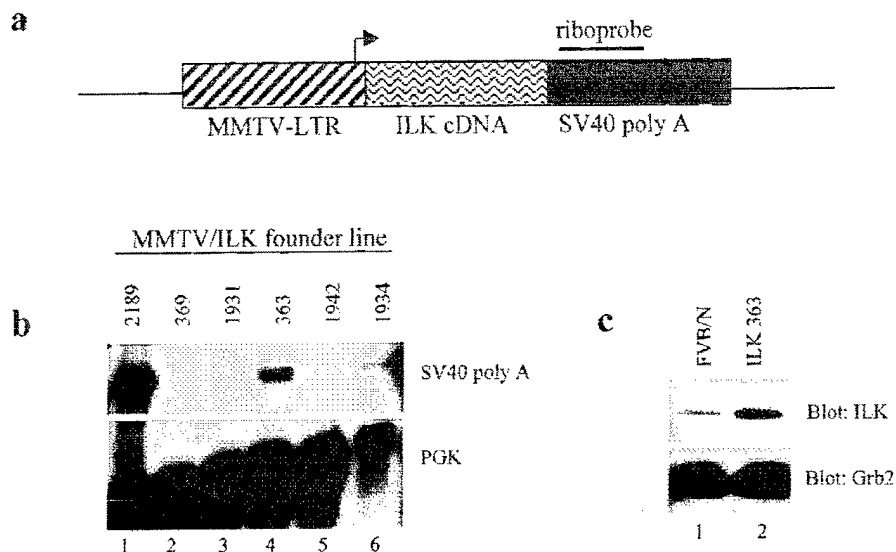 a
riboprobe
MMTV-LTR ILK cDNA SV40 poly A
MMTV/ILK founder line
b
2189 369 1931 363 1942 1934
SV40 poly A
PGK
1 2 3 4 5 6
c
FVB/N ILK 363
Blot: ILK
Blot: Grb2
1 2